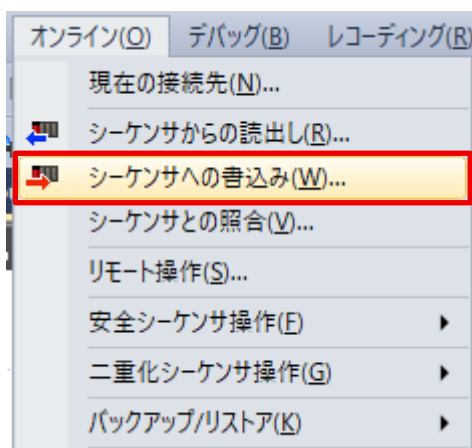 オンライン(O) デバッグ(B) レコーディング(R)
現在の接続先(N)...
シーケンサからの読出し(R)...
シーケンサへの書込み(W)...
シーケンサとの照合(V)...
リモート操作(S)...
安全シーケンサ操作(F)
二重化シーケンサ操作(G)
バックアップ/リストア(K)